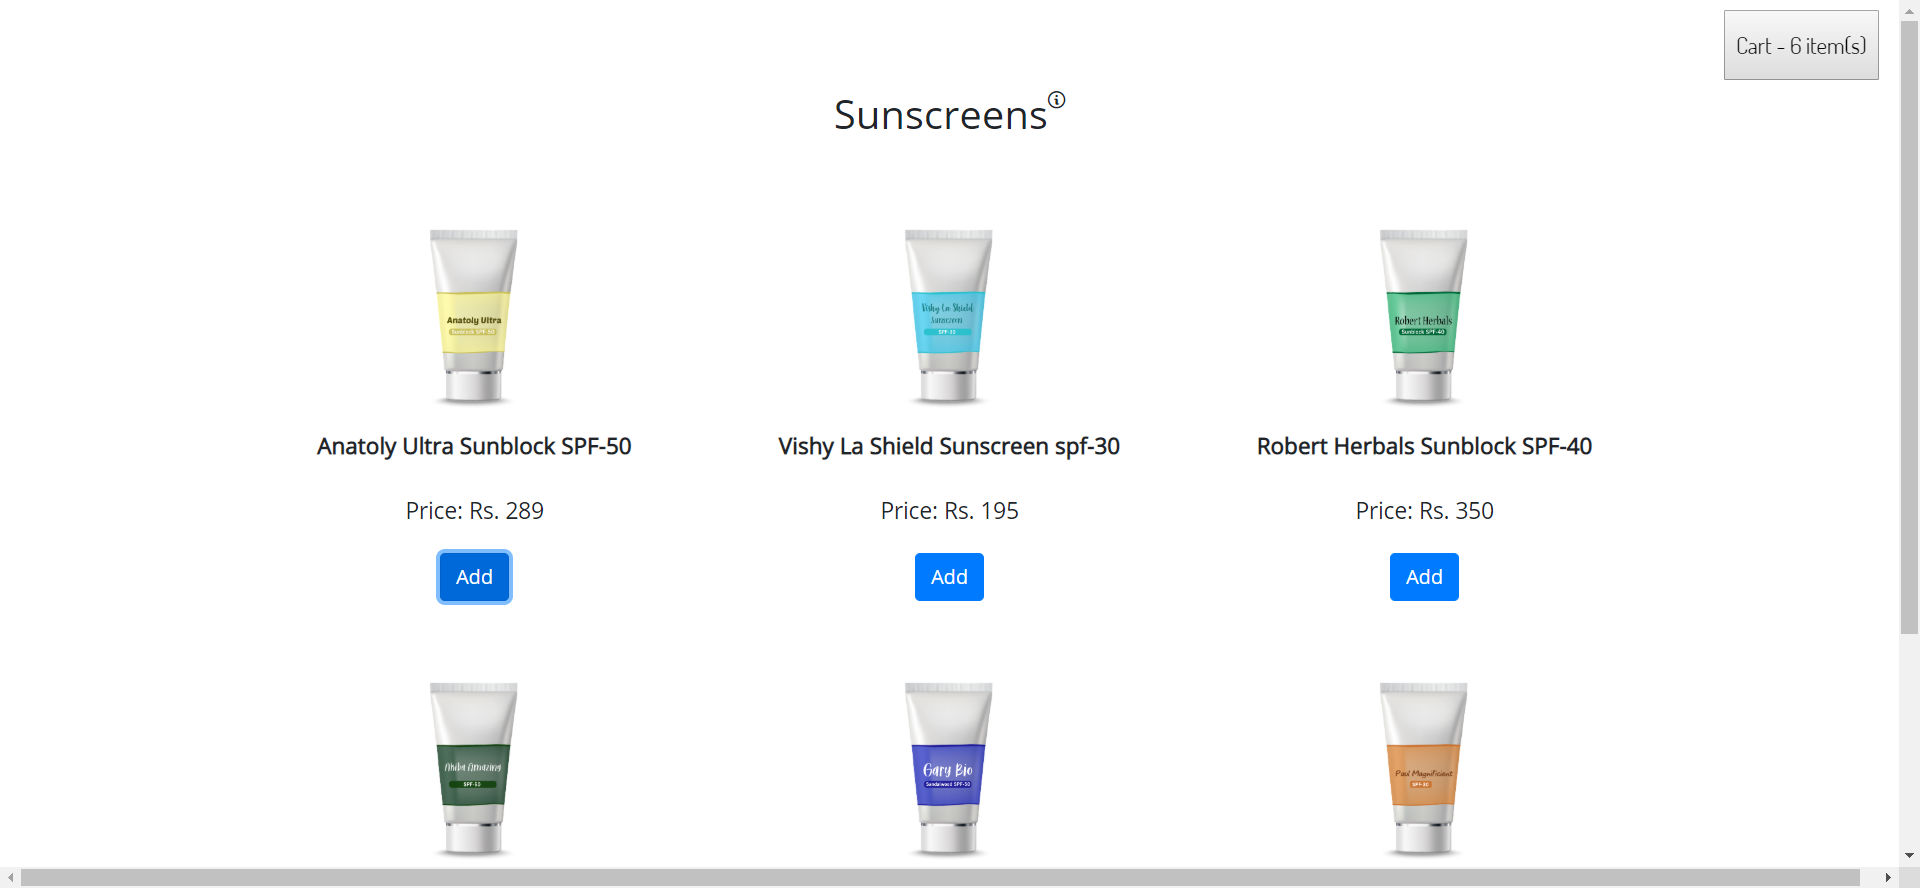 Cart - 6 item(s)
Sunscreens
Anatoly Ultra
Sunblock SPF-50
Vishy La Shield
Sunscreen
SPF-30
Robert Herbals
Sunblock SPF-40
Anatoly Ultra Sunblock SPF-50
Vishy La Shield Sunscreen spf-30
Robert Herbals Sunblock SPF-40
Price: Rs. 289
Price: Rs. 195
Price: Rs. 350
Add
Add
Add
Amazing
SPF-50
Gary Bio
Sandalwood SPF-50
Paul Magnificient
SPF-30